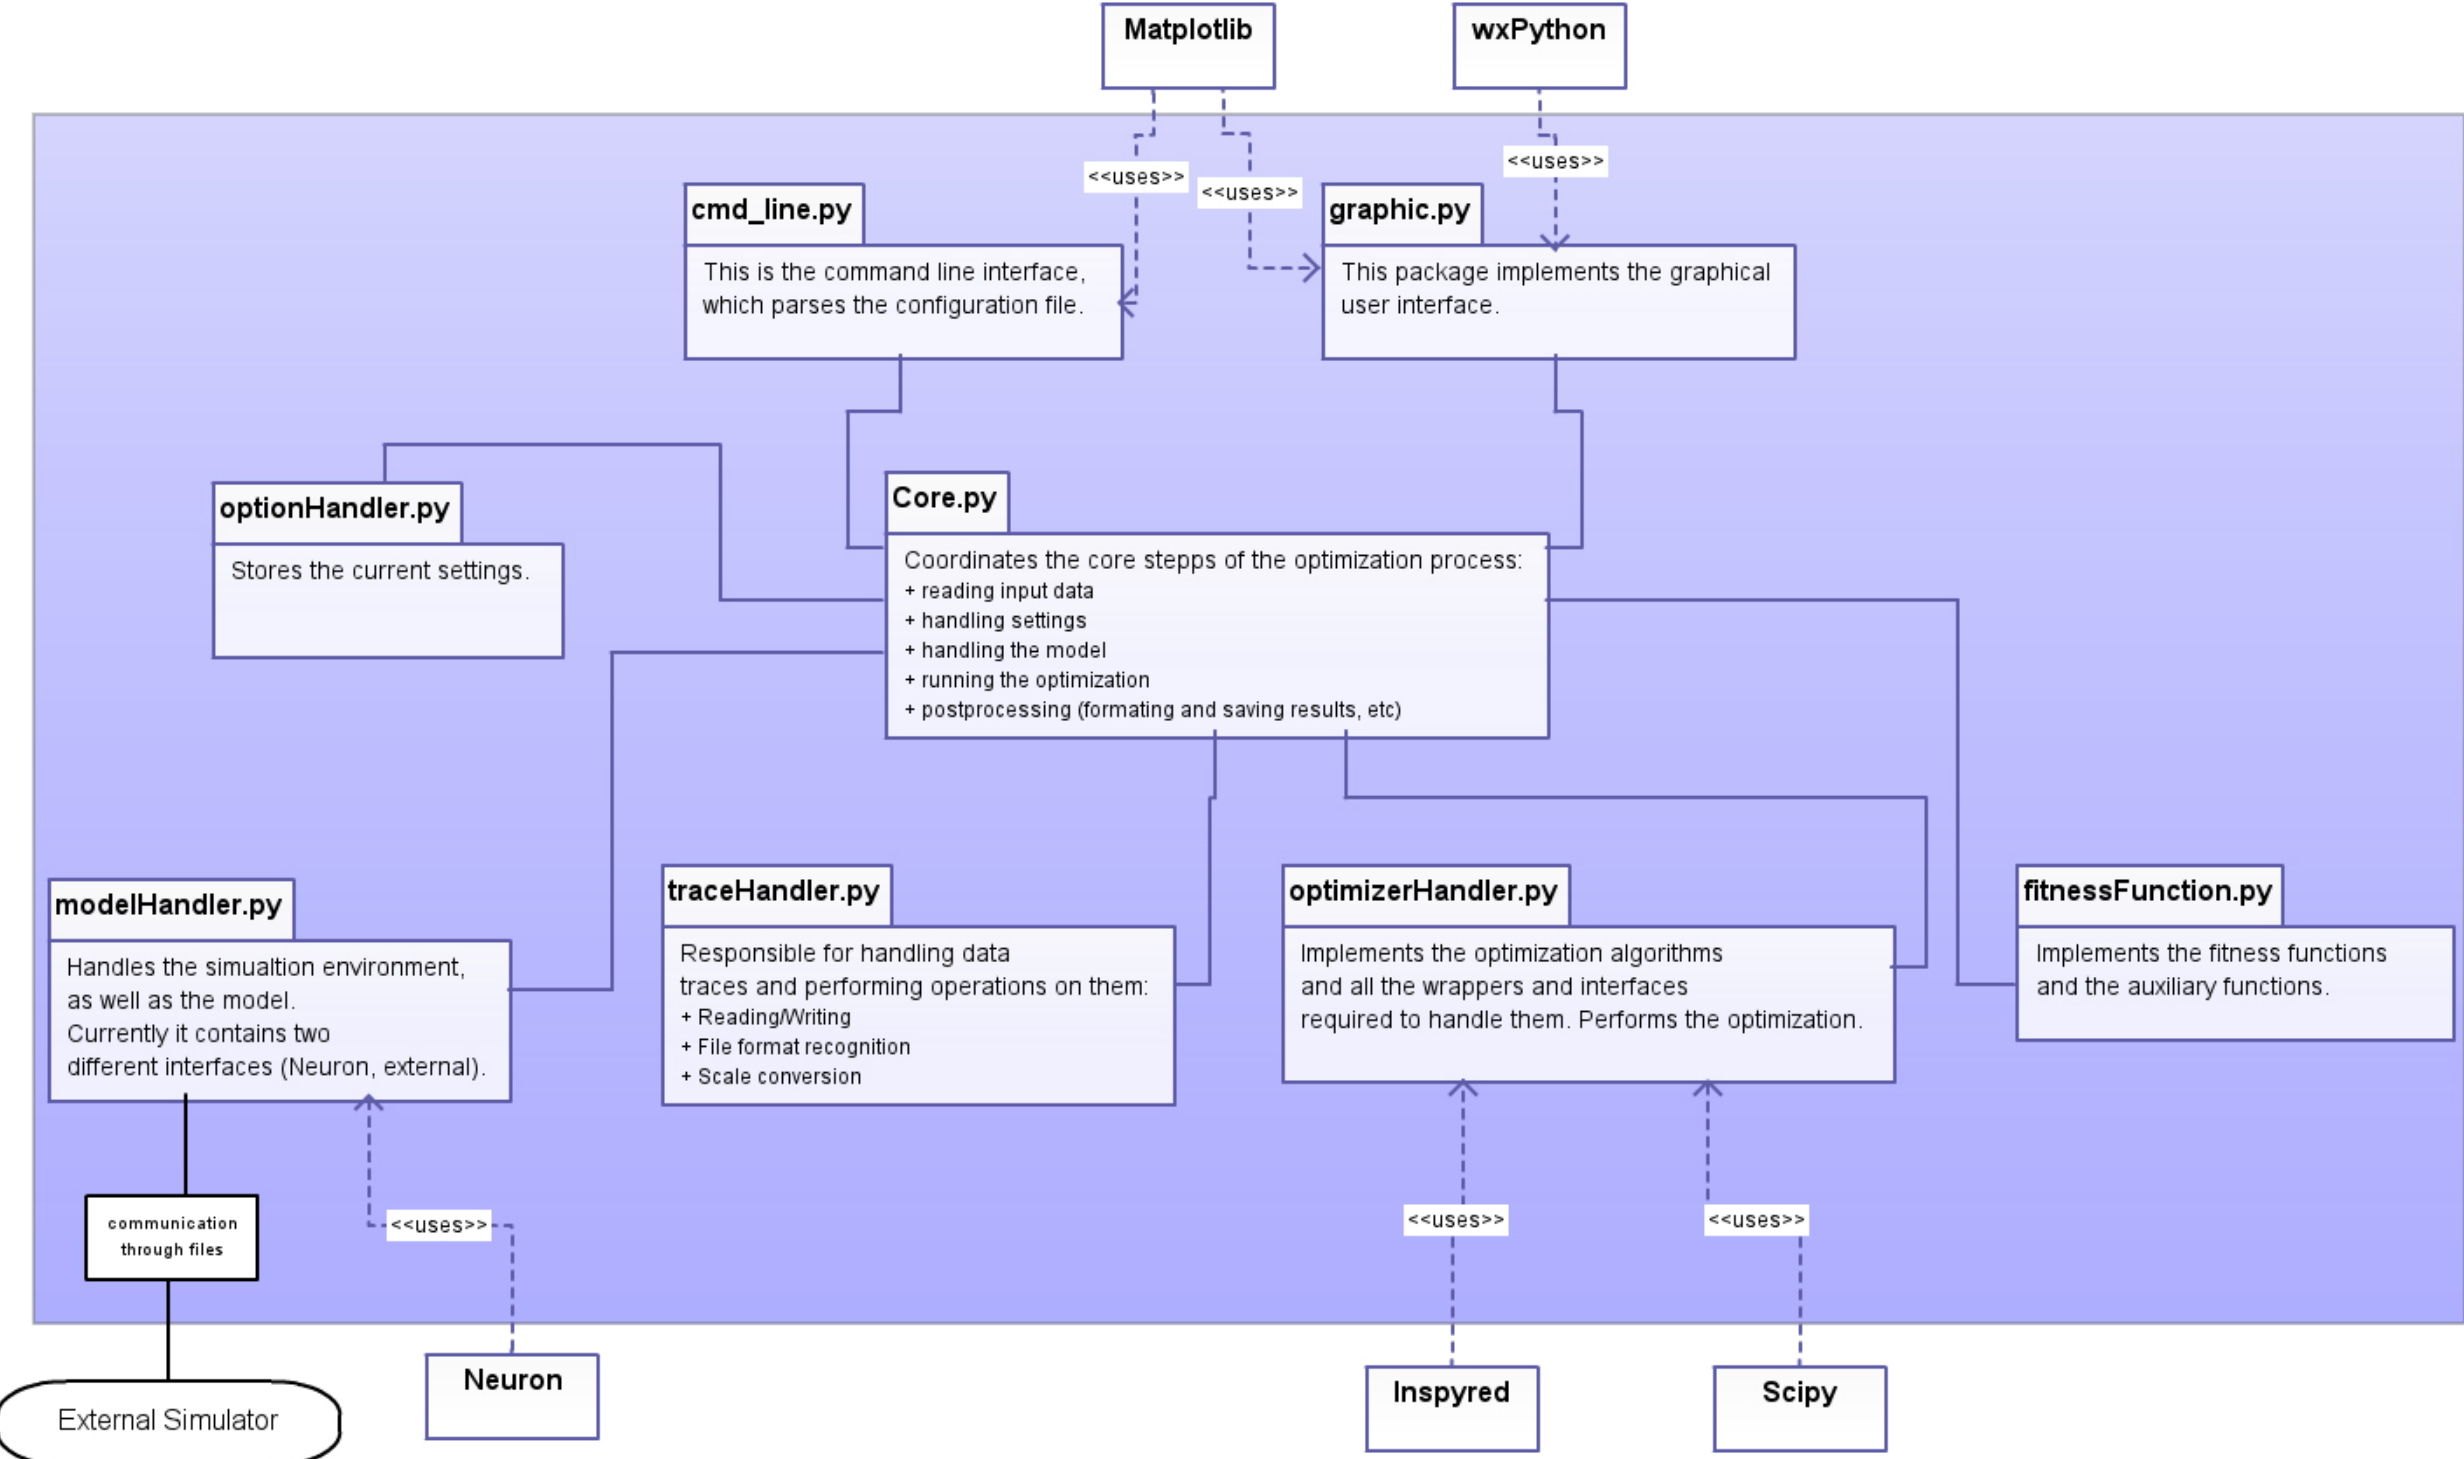 Matplotlib
wxPython
<<uses>>
<<uses>>
<<uses>>
cmd_line.py
This is the command line interface,
which parses the configuration file.
graphic.py
This package implements the graphical
user interface.
optionHandler.py
Stores the current settings.
Core.py
Coordinates the core stepps of the optimization process:
+ reading input data
+ handling settings
+ handling the model
+ running the optimization
+ postprocessing (formating and saving results, etc)
modelHandler.py
Handles the simualtion environment,
as well as the model.
Currently it contains two
different interfaces (Neuron, external).
traceHandler.py
Responsible for handling data
traces and performing operations on them:
+ Reading/Writing
+ File format recognition
+ Scale conversion
optimizerHandler.py
Implements the optimization algorithms
and all the wrappers and interfaces
required to handle them. Performs the optimization.
fitnessFunction.py
Implements the fitness functions
and the auxiliary functions.
communication
through files
<<uses>>
<<uses>>
<<uses>>
External Simulator
Neuron
Inspyred
Scipy